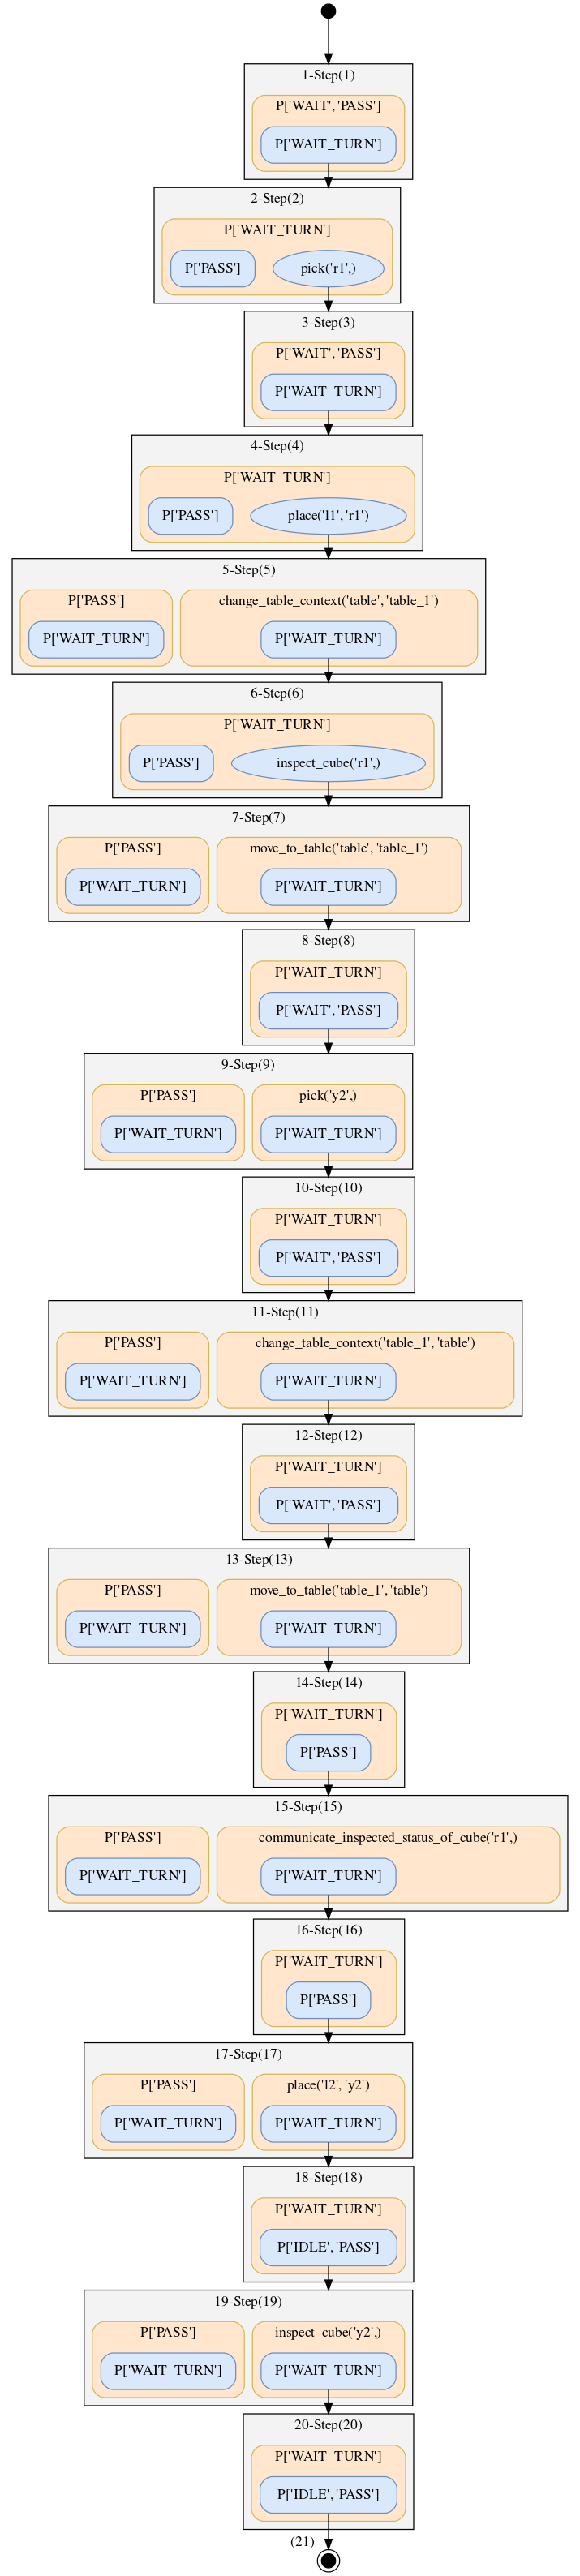 1-Step(1)
P['WAIT', 'PASS']
P['WAIT_TURN']
2-Step(2)
P['WAIT_TURN']
P['PASS'] pick('r1',)
3-Step(3)
P['WAIT', 'PASS']
P['WAIT_TURN']
4-Step(4)
P['WAIT_TURN']
P['PASS'] place('l1', 'r1')
5-Step(5)
P['PASS'] change_table_context('table', 'table_1')
P['WAIT_TURN'] P['WAIT_TURN']
6-Step(6)
P['WAIT_TURN']
P['PASS'] inspect_cube('r1',)
7-Step(7)
P['PASS'] move_to_table('table', 'table_1')
P['WAIT_TURN'] P['WAIT_TURN']
8-Step(8)
P['WAIT_TURN']
P['WAIT', 'PASS']
9-Step(9)
P['PASS'] pick('y2',)
P['WAIT_TURN'] P['WAIT_TURN']
10-Step(10)
P['WAIT_TURN']
P['WAIT', 'PASS']
11-Step(11)
P['PASS'] change_table_context('table_1', 'table')
P['WAIT_TURN'] P['WAIT_TURN']
12-Step(12)
P['WAIT_TURN']
P['WAIT', 'PASS']
13-Step(13)
P['PASS'] move_to_table('table_1', 'table')
P['WAIT_TURN'] P['WAIT_TURN']
14-Step(14)
P['WAIT_TURN']
P['PASS']
15-Step(15)
P['PASS'] communicate_inspected_status_of_cube('r1',)
P['WAIT_TURN'] P['WAIT_TURN']
16-Step(16)
P['WAIT_TURN']
P['PASS']
17-Step(17)
P['PASS'] place('l2', 'y2')
P['WAIT_TURN'] P['WAIT_TURN']
18-Step(18)
P['WAIT_TURN']
P['IDLE', 'PASS']
19-Step(19)
P['PASS'] inspect_cube('y2',)
P['WAIT_TURN'] P['WAIT_TURN']
20-Step(20)
P['WAIT_TURN']
P['IDLE', 'PASS']
(21)